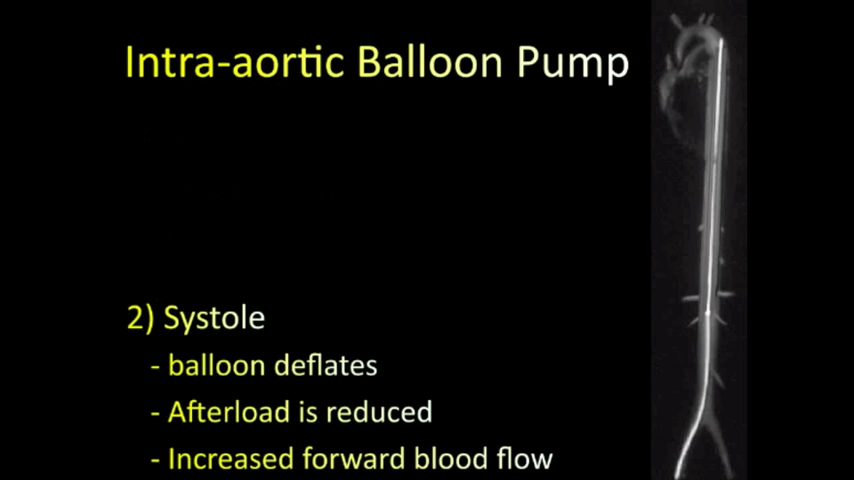 Intra-aortic Balloon Pump
2) Systole
- balloon deflates
- Afterload is reduced
- Increased forward blood flow